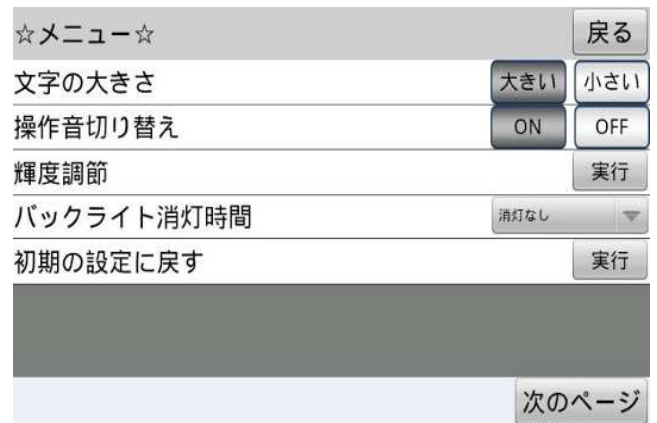 ☆メニュー☆ 戻る
文字の大きさ 大きい 小さい
操作音切り替え ON OFF
輝度調節 実行
バックライト消灯時間 消灯なし
初期の設定に戻す 実行
次のページ